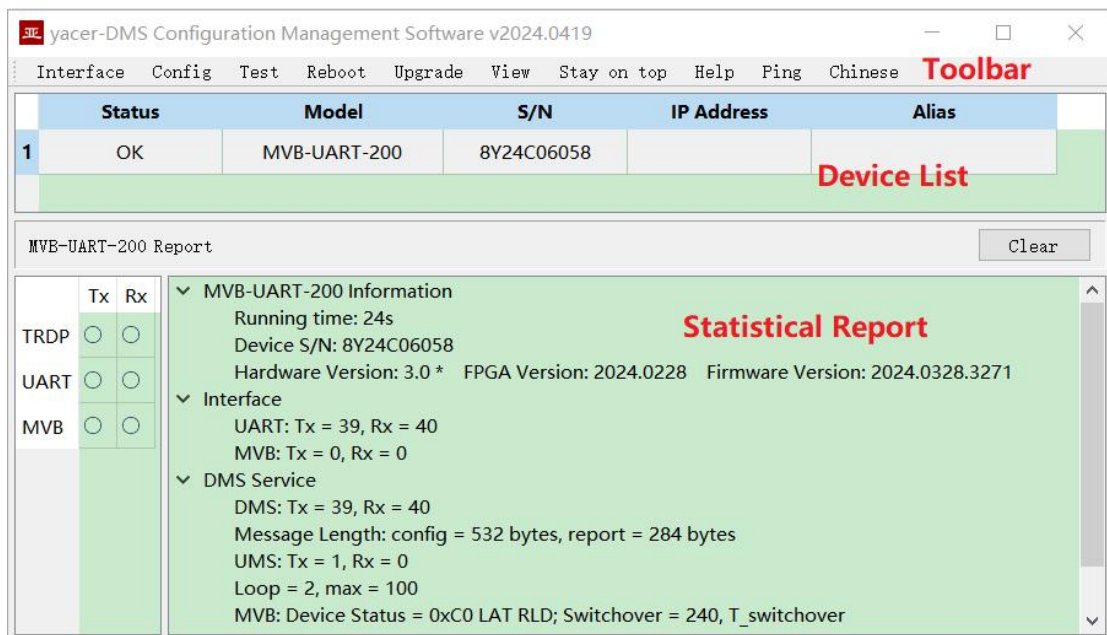 亚 yacer-DMS Configuration Management Software v2024.0419
Interface Config Test Reboot Upgrade View Stay on top Help Ping Chinese Toolbar
Status Model S/N IP Address Alias
1 OK MVB-UART-200 8Y24C06058
Device List
MVB-UART-200 Report Clear
Tx Rx
TRDP
UART
MVB
MVB-UART-200 Information
Running time: 24s
Statistical Report
Device S/N: 8Y24C06058
Hardware Version: 3.0 * FPGA Version: 2024.0228 Firmware Version: 2024.0328.3271
Interface
UART: Tx = 39, Rx = 40
MVB: Tx = 0, Rx = 0
DMS Service
DMS: Tx = 39, Rx = 40
Message Length: config = 532 bytes, report = 284 bytes
UMS: Tx = 1, Rx = 0
Loop = 2, max = 100
MVB: Device Status = 0xC0 LAT RLD; Switchover = 240, T_switchover